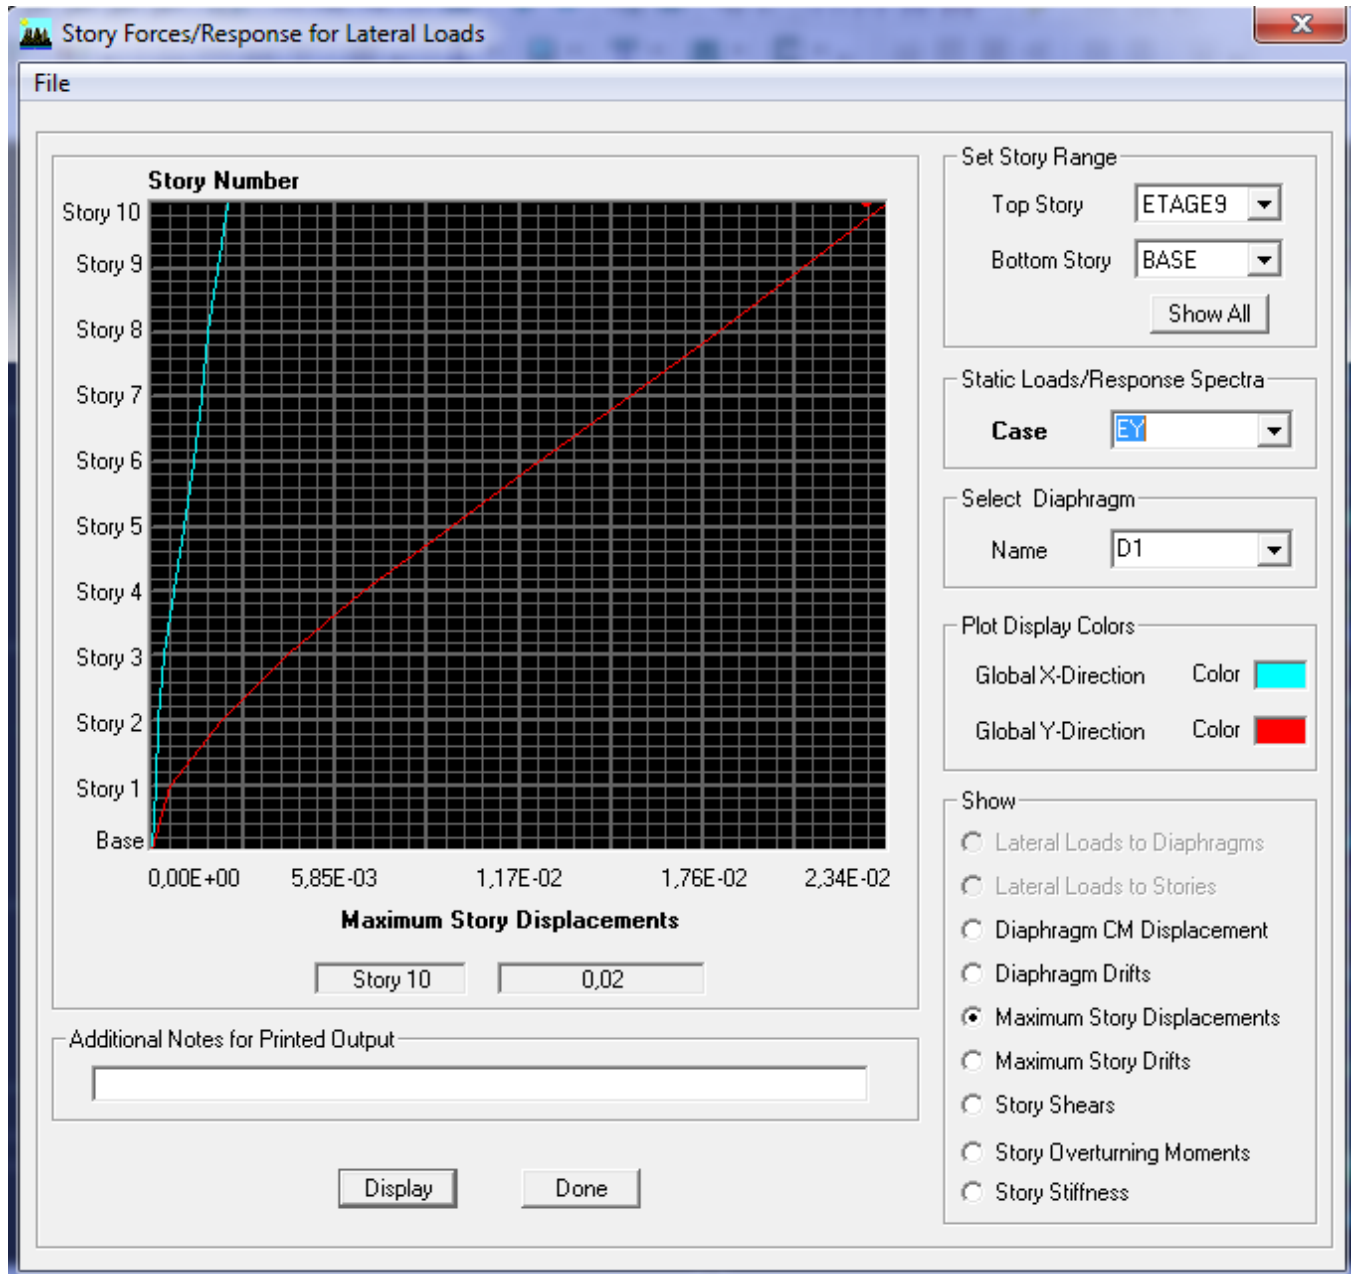 Story Forces/Response for Lateral Loads
File
Story Number
Story 10
Story 9
Story 8
Story 7
Story 6
Story 5
Story 4
Story 3
Story 2
Story 1
Base
0,00E+00 5,85E-03 1,17E-02 1,76E-02 2,34E-02
Maximum Story Displacements
Story 10 0,02
Additional Notes for Printed Output
Display Done
Set Story Range
Top Story ETAGE9
Bottom Story BASE
Show All
Static Loads/Response Spectra
Case EY
Select Diaphragm
Name D1
Plot Display Colors
Global X-Direction Color
Global Y-Direction Color
Show
Lateral Loads to Diaphragms
Lateral Loads to Stories
Diaphragm CM Displacement
Diaphragm Drifts
Maximum Story Displacements
Maximum Story Drifts
Story Shears
Story Overturning Moments
Story Stiffness